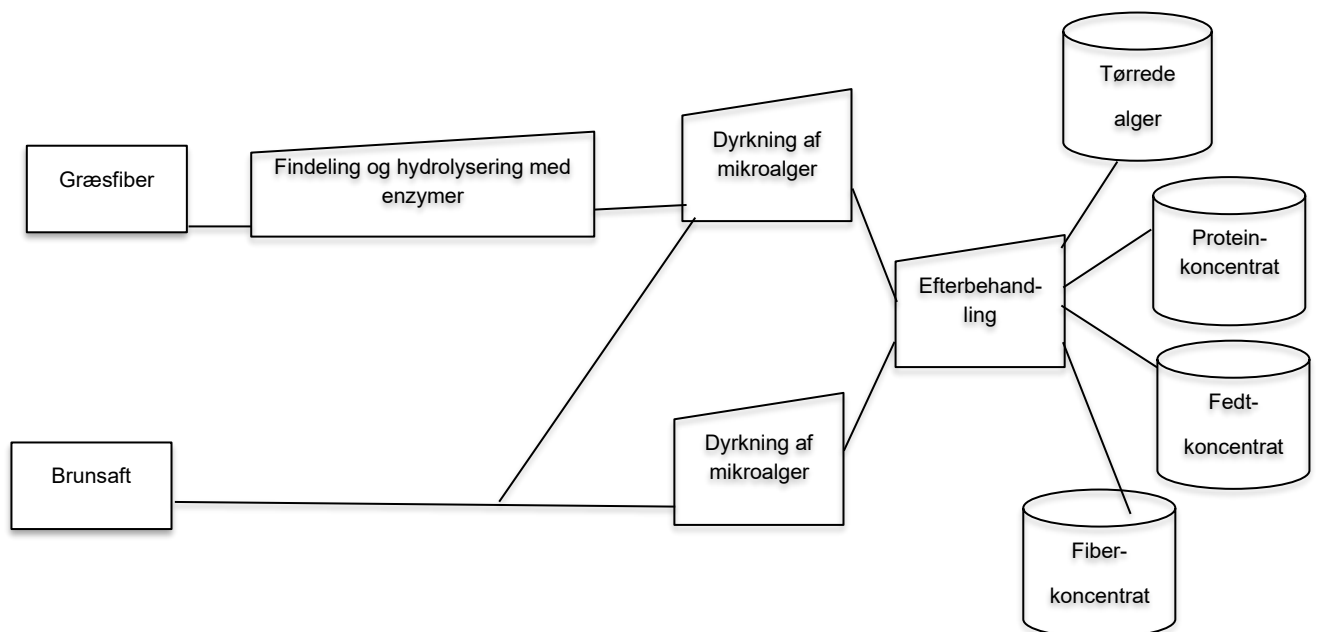 Græsfiber
Findeling og hydrolysering med
enzymer
Dyrkning af
mikroalger
Brunsaft
Dyrkning af
mikroalger
Efterbehand-
ling
Tørrede
alger
Protein-
koncentrat
Fedt-
koncentrat
Fiber-
koncentrat